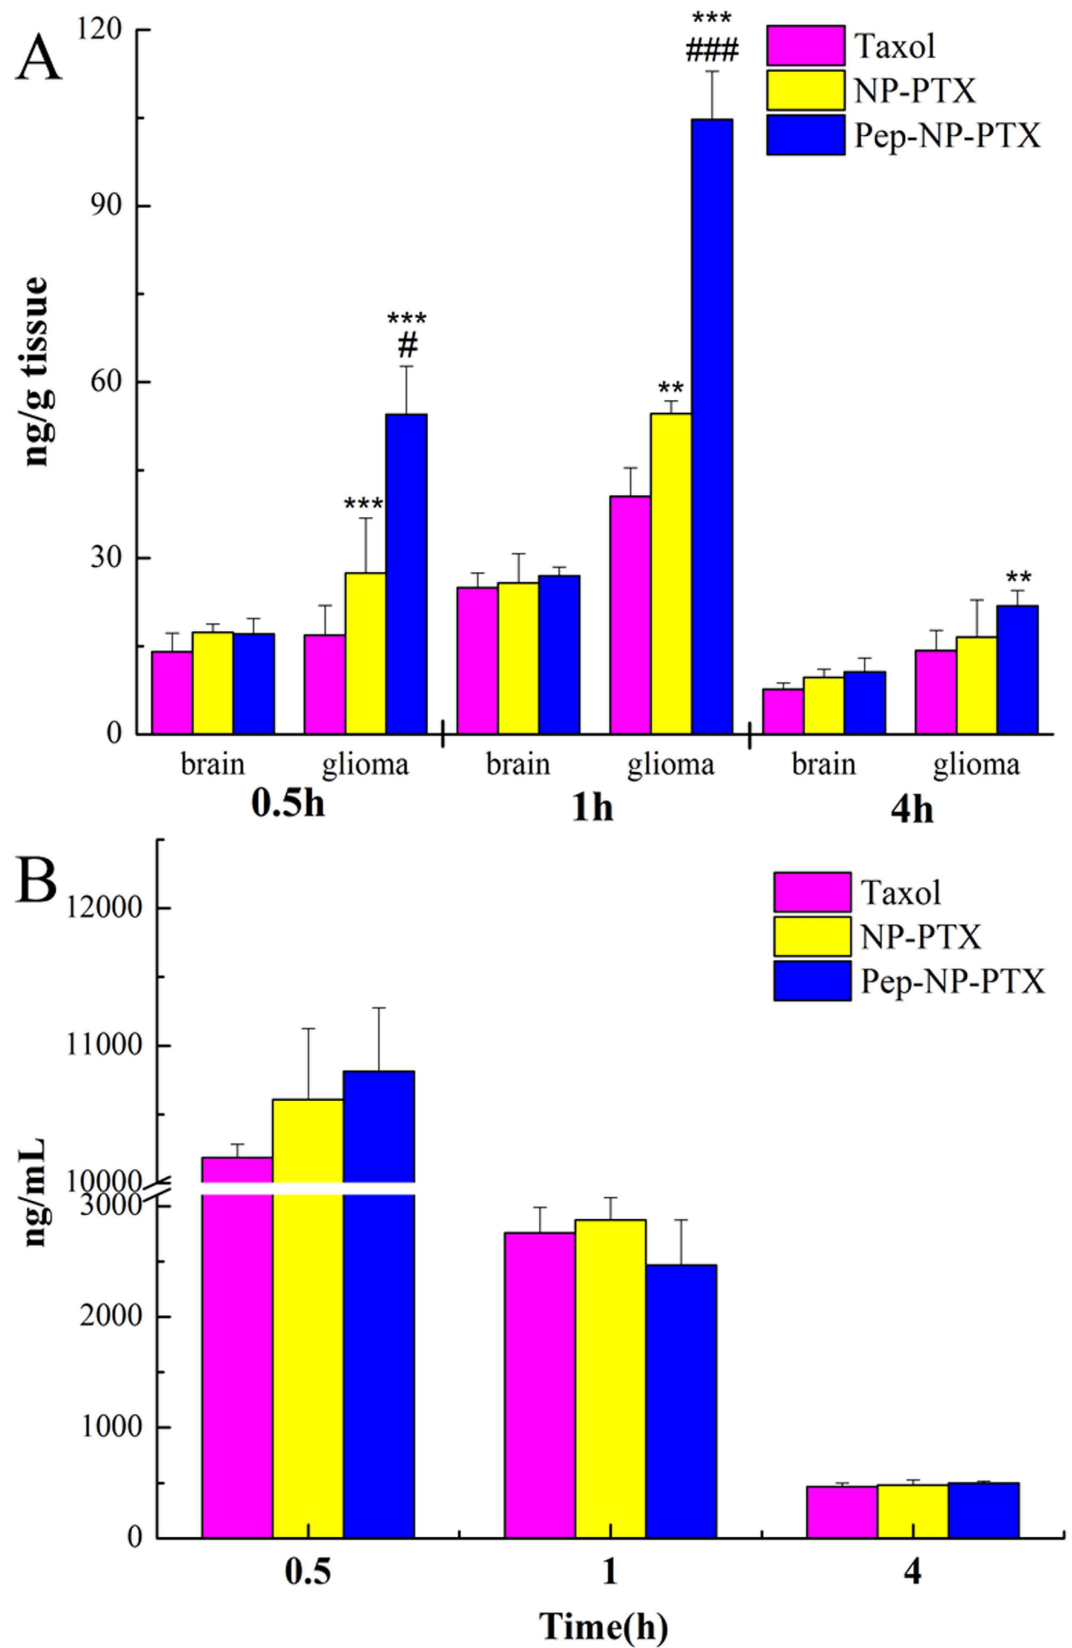 A
120
90
60
30
0
ng/g tissue
Taxol
NP-PTX
Pep-NP-PTX
***
#
***
**
***
###
**
brain glioma brain glioma brain glioma
0.5h 1h 4h
B
12000
11000
10000
3000
2000
1000
0
ng/mL
Taxol
NP-PTX
Pep-NP-PTX
0.5 1 4
Time(h)